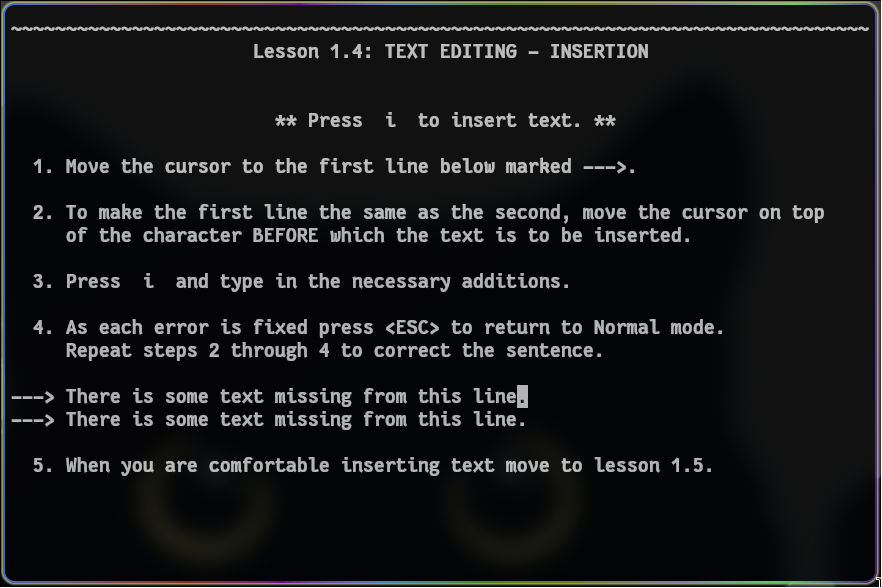 ~~~~~~~~~~~~~~~~~~~~~~~~~~~~~~~~~~~~~~~~~~~~~~~~~~~~~~~~~~~~~~~~~~~~~~~~~~~~~~
Lesson 1.4: TEXT EDITING - INSERTION
** Press  i  to insert text. **
1. Move the cursor to the first line below marked --->.
2. To make the first line the same as the second, move the cursor on top
of the character BEFORE which the text is to be inserted.
3. Press  i  and type in the necessary additions.
4. As each error is fixed press <ESC> to return to Normal mode.
Repeat steps 2 through 4 to correct the sentence.
---> There is some text missing from this line.
---> There is some text missing from this line.
5. When you are comfortable inserting text move to lesson 1.5.